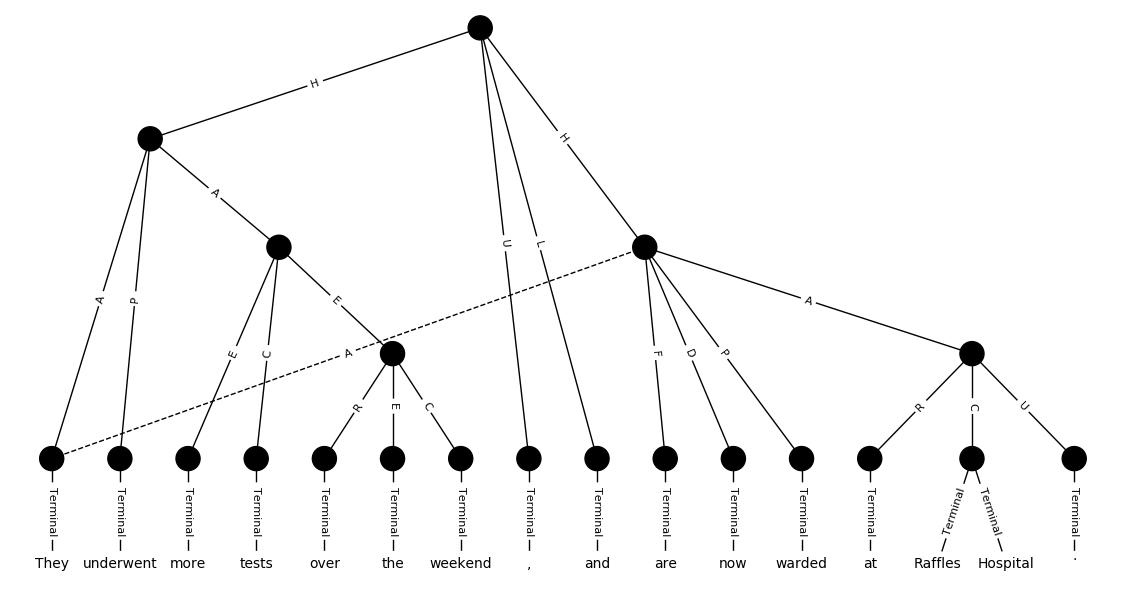 H
H
A
U
L
A
P
E
A
A
E
C
F
D
P
R
E
C
R
C
U
Terminal Terminal Terminal Terminal Terminal Terminal Terminal Terminal Terminal Terminal Terminal Terminal Terminal Terminal Terminal Terminal
They underwent more tests over the weekend , and are now warded at Raffles Hospital .